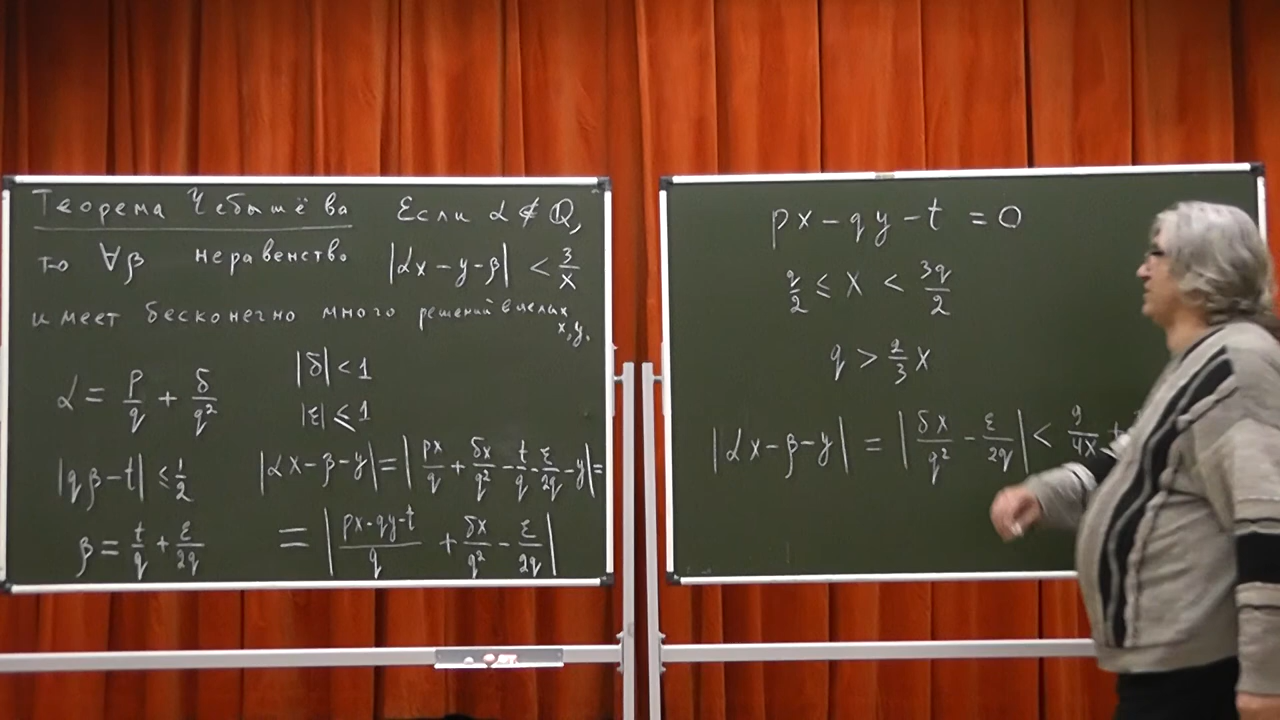 Теорема Чебышёва Если α ∉ ℚ,
то ∀β неравенство |αx - y - β| < 3/x
имеет бесконечно много решений в целых
x, y.
α = p/q + δ/q² |δ| < 1
|ε| ≤ 1
|qβ - t| ≤ 1/2 |αx - β - y| = |px/q + δx/q² - t/q - ε/2q - y| =
β = t/q + ε/2q = |(px - qy - t)/q + δx/q² - ε/2q|
px - qy - t = 0
q/2 ≤ x < 3q/2
q > 2/3 x
|αx - β - y| = |δx/q² - ε/2q| < 9/4x +